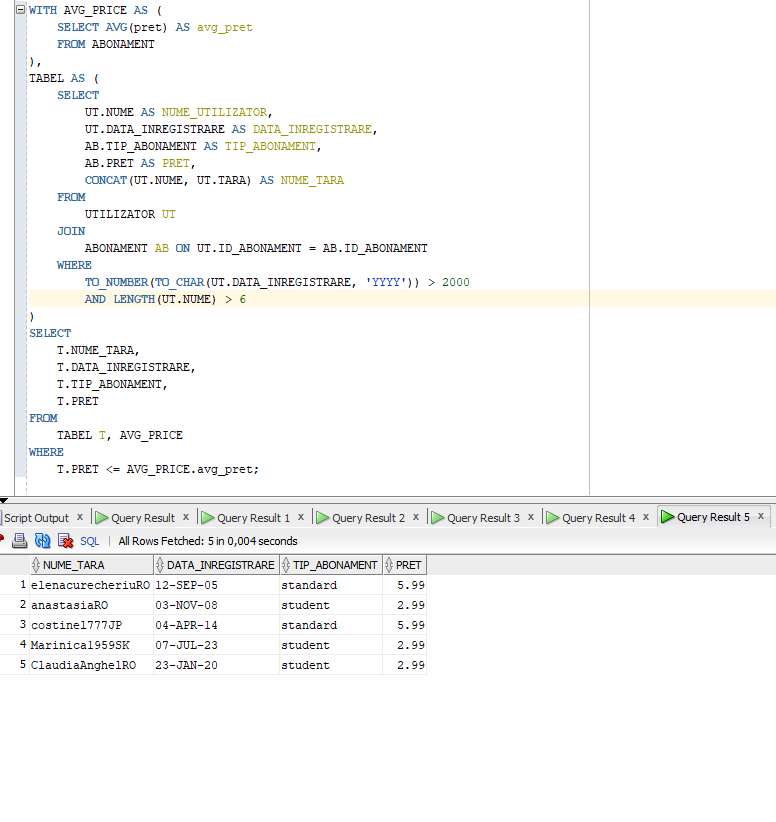 WITH AVG_PRICE AS (
SELECT AVG(pret) AS avg_pret
FROM ABONAMENT
),
TABEL AS (
SELECT
UT.NUME AS NUME_UTILIZATOR,
UT.DATA_INREGISTRARE AS DATA_INREGISTRARE,
AB.TIP_ABONAMENT AS TIP_ABONAMENT,
AB.PRET AS PRET,
CONCAT(UT.NUME, UT.TARA) AS NUME_TARA
FROM
UTILIZATOR UT
JOIN
ABONAMENT AB ON UT.ID_ABONAMENT = AB.ID_ABONAMENT
WHERE
TO_NUMBER(TO_CHAR(UT.DATA_INREGISTRARE, 'YYYY')) > 2000
AND LENGTH(UT.NUME) > 6
)
SELECT
T.NUME_TARA,
T.DATA_INREGISTRARE,
T.TIP_ABONAMENT,
T.PRET
FROM
TABEL T, AVG_PRICE
WHERE
T.PRET <= AVG_PRICE.avg_pret;
Script Output x Query Result x Query Result 1 x Query Result 2 x Query Result 3 x Query Result 4 x Query Result 5 x
SQL | All Rows Fetched: 5 in 0,004 seconds
NUME_TARA DATA_INREGISTRARE TIP_ABONAMENT PRET
1 elenacurecheriuRO 12-SEP-05 standard 5.99
2 anastasiaRO 03-NOV-08 student 2.99
3 costinel777JP 04-APR-14 standard 5.99
4 Marinica1959SK 07-JUL-23 student 2.99
5 ClaudiaAnghelRO 23-JAN-20 student 2.99